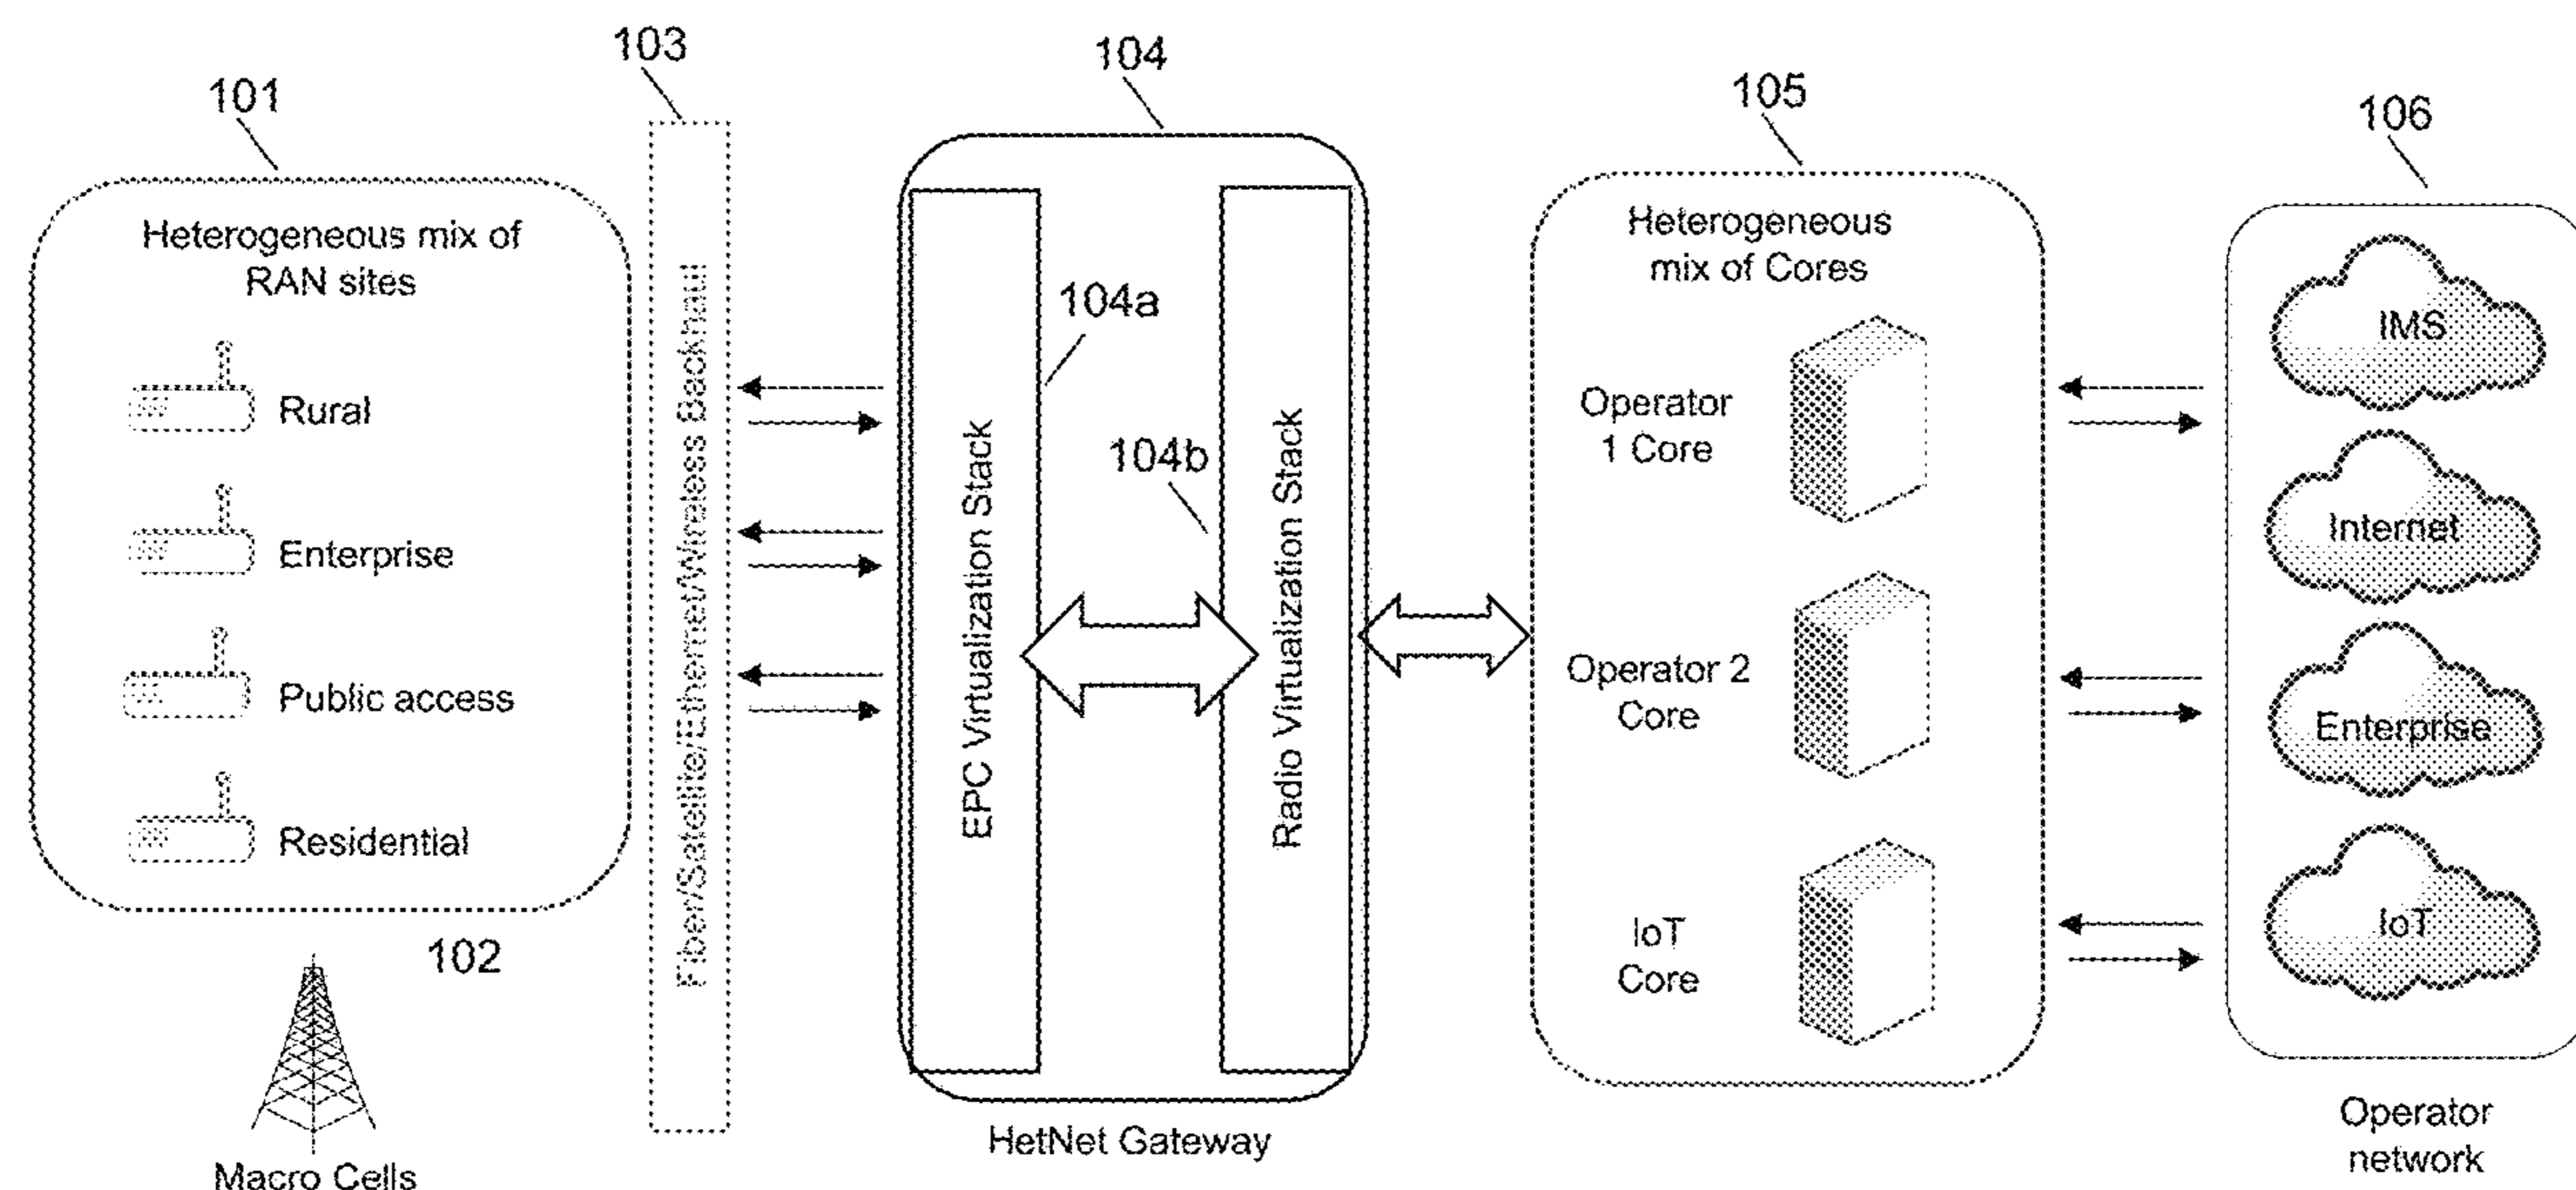 103
104
101
105
106
Heterogeneous mix of
RAN sites
Rural
Enterprise
Public access
Residential
102
Macro Cells
Fiber/Satellite/Ethernet/Wireless Backhaul
104a
104b
EPC Virtualization Stack
Radio Virtualization Stack
HetNet Gateway
Heterogeneous
mix of Cores
Operator
1 Core
Operator 2
Core
IoT
Core
IMS
Internet
Enterprise
IoT
Operator
network